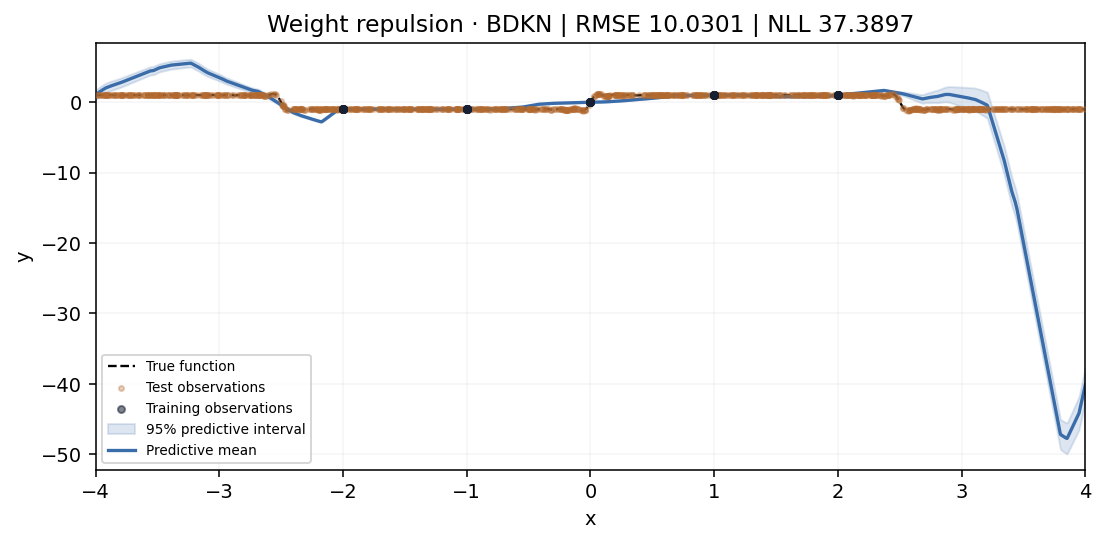 Weight repulsion · BDKN | RMSE 10.0301 | NLL 37.3897
0
−10
−20
−30
−40
−50
y
True function
Test observations
Training observations
95% predictive interval
Predictive mean
−4 −3 −2 −1 0 1 2 3 4
x